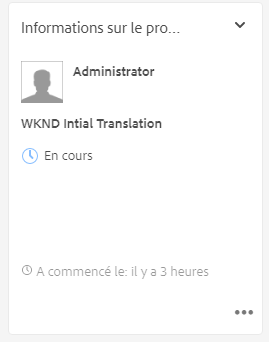 Informations sur le pro...
Administrator
WKND Intial Translation
En cours
A commencé le: il y a 3 heures